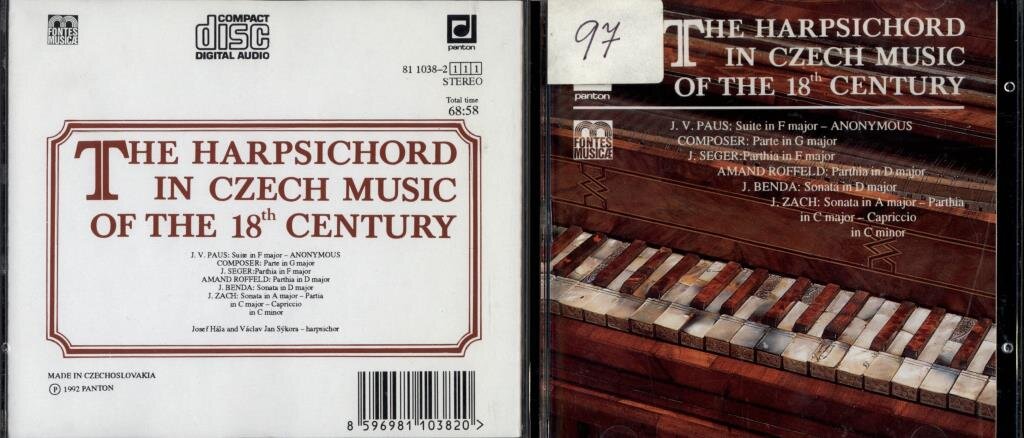 FONTES
MUSICÆ
COMPACT
disc
DIGITAL AUDIO
panton
81 1038-2 1 1 1
STEREO
Total time
68:58
THE HARPSICHORD
IN CZECH MUSIC
OF THE 18th CENTURY
J. V. PAUS: Suite in F major – ANONYMOUS
COMPOSER: Parte in G major
J. SEGER:Parthia in F major
AMAND ROFFELD: Parthia in D major
J. BENDA: Sonata in D major
J. ZACH: Sonata in A major – Partia
in C major – Capriccio
in C minor
Josef Hála and Václav Jan Sýkora – harpsichor
MADE IN CZECHOSLOVAKIA
Ⓟ 1992 PANTON
8 596981 103820 >
97
panton
THE HARPSICHORD
IN CZECH MUSIC
OF THE 18th CENTURY
J. V. PAUS: Suite in F major – ANONYMOUS
COMPOSER: Parte in G major
FONTES
MUSICÆ
J. SEGER:Parthia in F major
AMAND ROFFELD: Parthia in D major
J. BENDA: Sonata in D major
J. ZACH: Sonata in A major – Parthia
in C major – Capriccio
in C minor